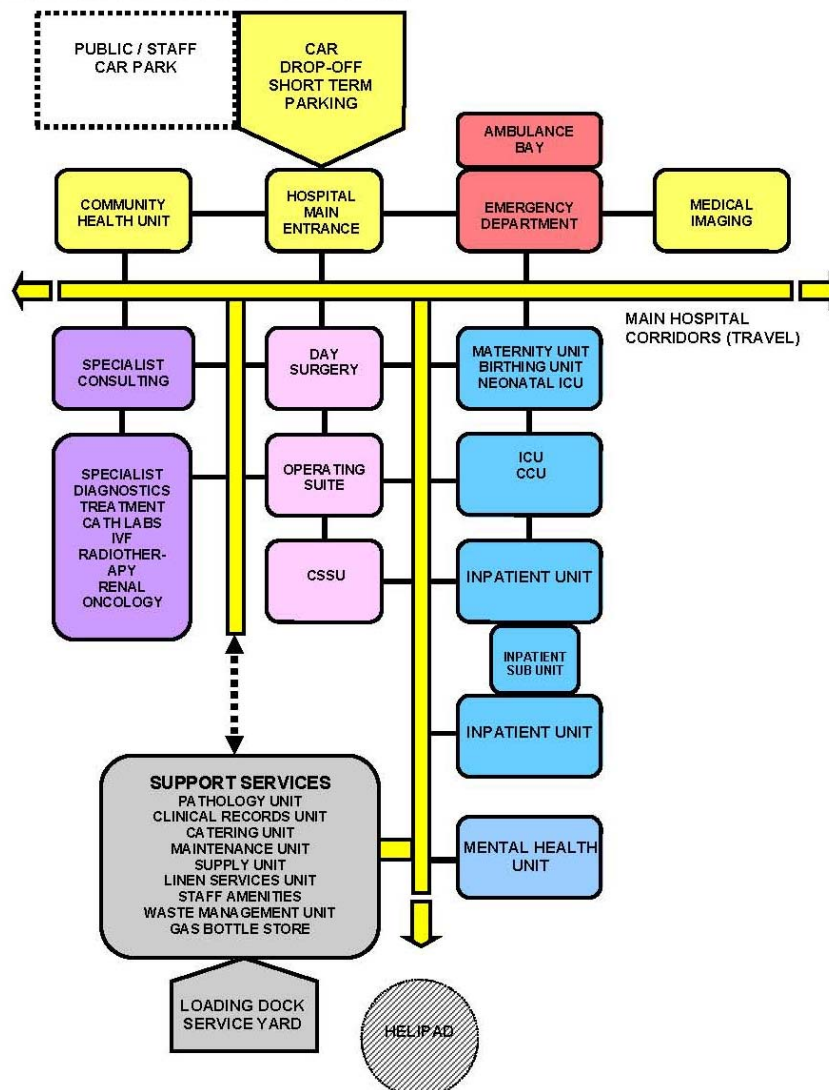 PUBLIC / STAFF
CAR PARK
CAR
DROP-OFF
SHORT TERM
PARKING
AMBULANCE
BAY
COMMUNITY
HEALTH UNIT
HOSPITAL
MAIN
ENTRANCE
EMERGENCY
DEPARTMENT
MEDICAL
IMAGING
MAIN HOSPITAL
CORRIDORS (TRAVEL)
SPECIALIST
CONSULTING
DAY
SURGERY
MATERNITY UNIT
BIRTHING UNIT
NEONATAL ICU
SPECIALIST
DIAGNOSTICS
TREATMENT
CATH LABS
IVF
RADIOTHER-
APY
RENAL
ONCOLOGY
OPERATING
SUITE
ICU
CCU
CSSU
INPATIENT UNIT
INPATIENT
SUB UNIT
INPATIENT UNIT
SUPPORT SERVICES
PATHOLOGY UNIT
CLINICAL RECORDS UNIT
CATERING UNIT
MAINTENANCE UNIT
SUPPLY UNIT
LINEN SERVICES UNIT
STAFF AMENITIES
WASTE MANAGEMENT UNIT
GAS BOTTLE STORE
MENTAL HEALTH
UNIT
LOADING DOCK
SERVICE YARD
HELIPAD